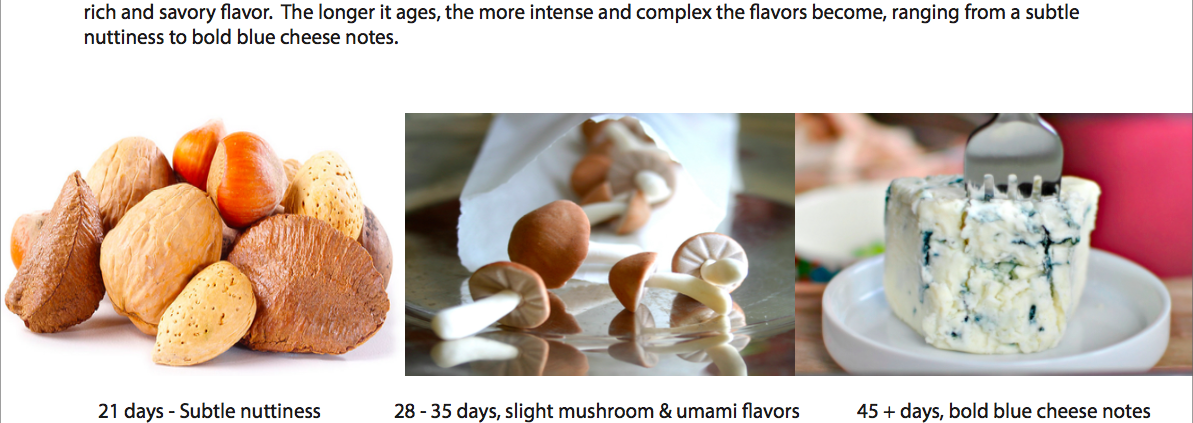 rich and savory flavor.  The longer it ages, the more intense and complex the flavors become, ranging from a subtle
nuttiness to bold blue cheese notes.
21 days - Subtle nuttiness
28 - 35 days, slight mushroom & umami flavors
45 + days, bold blue cheese notes